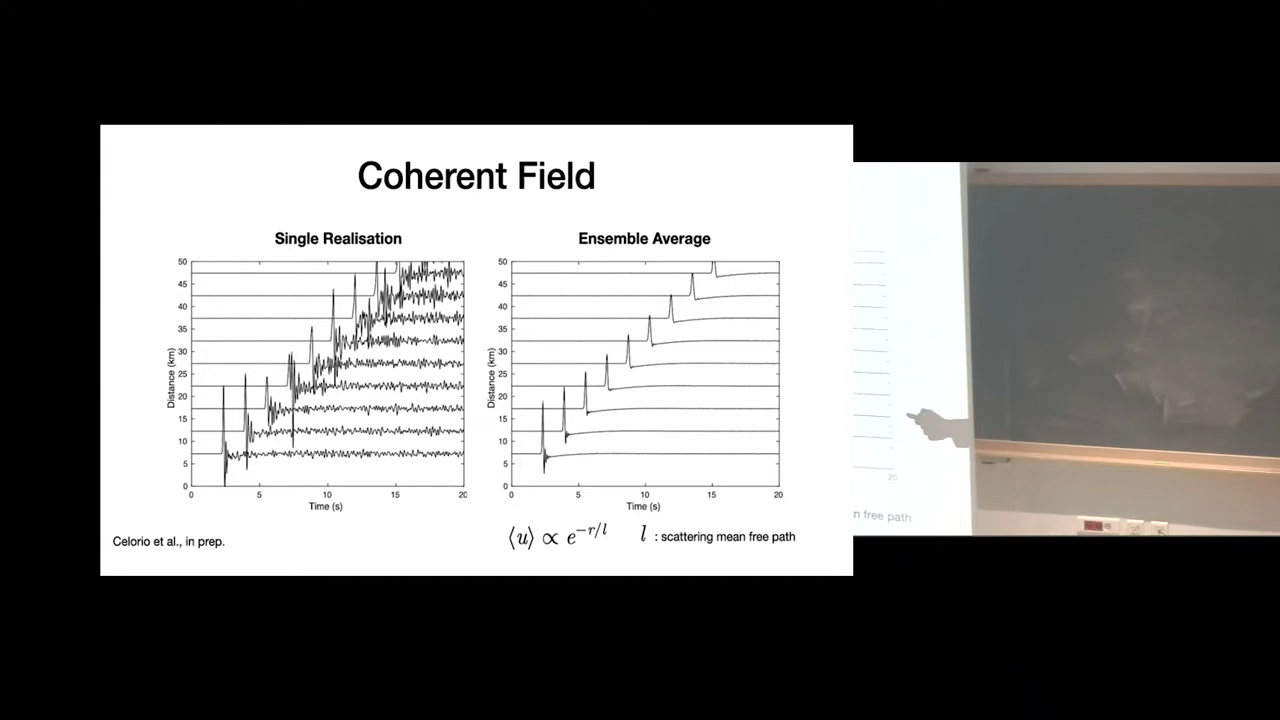 Coherent Field
Single Realisation
50
45
40
35
30
25
20
15
10
5
0
Distance (km)
0 5 10 15 20
Time (s)
Ensemble Average
50
45
40
35
30
25
20
15
10
5
0
Distance (km)
0 5 10 15 20
Time (s)
⟨u⟩ ∝ e^{−r/l} l : scattering mean free path
Celorio et al., in prep.
20
n free path